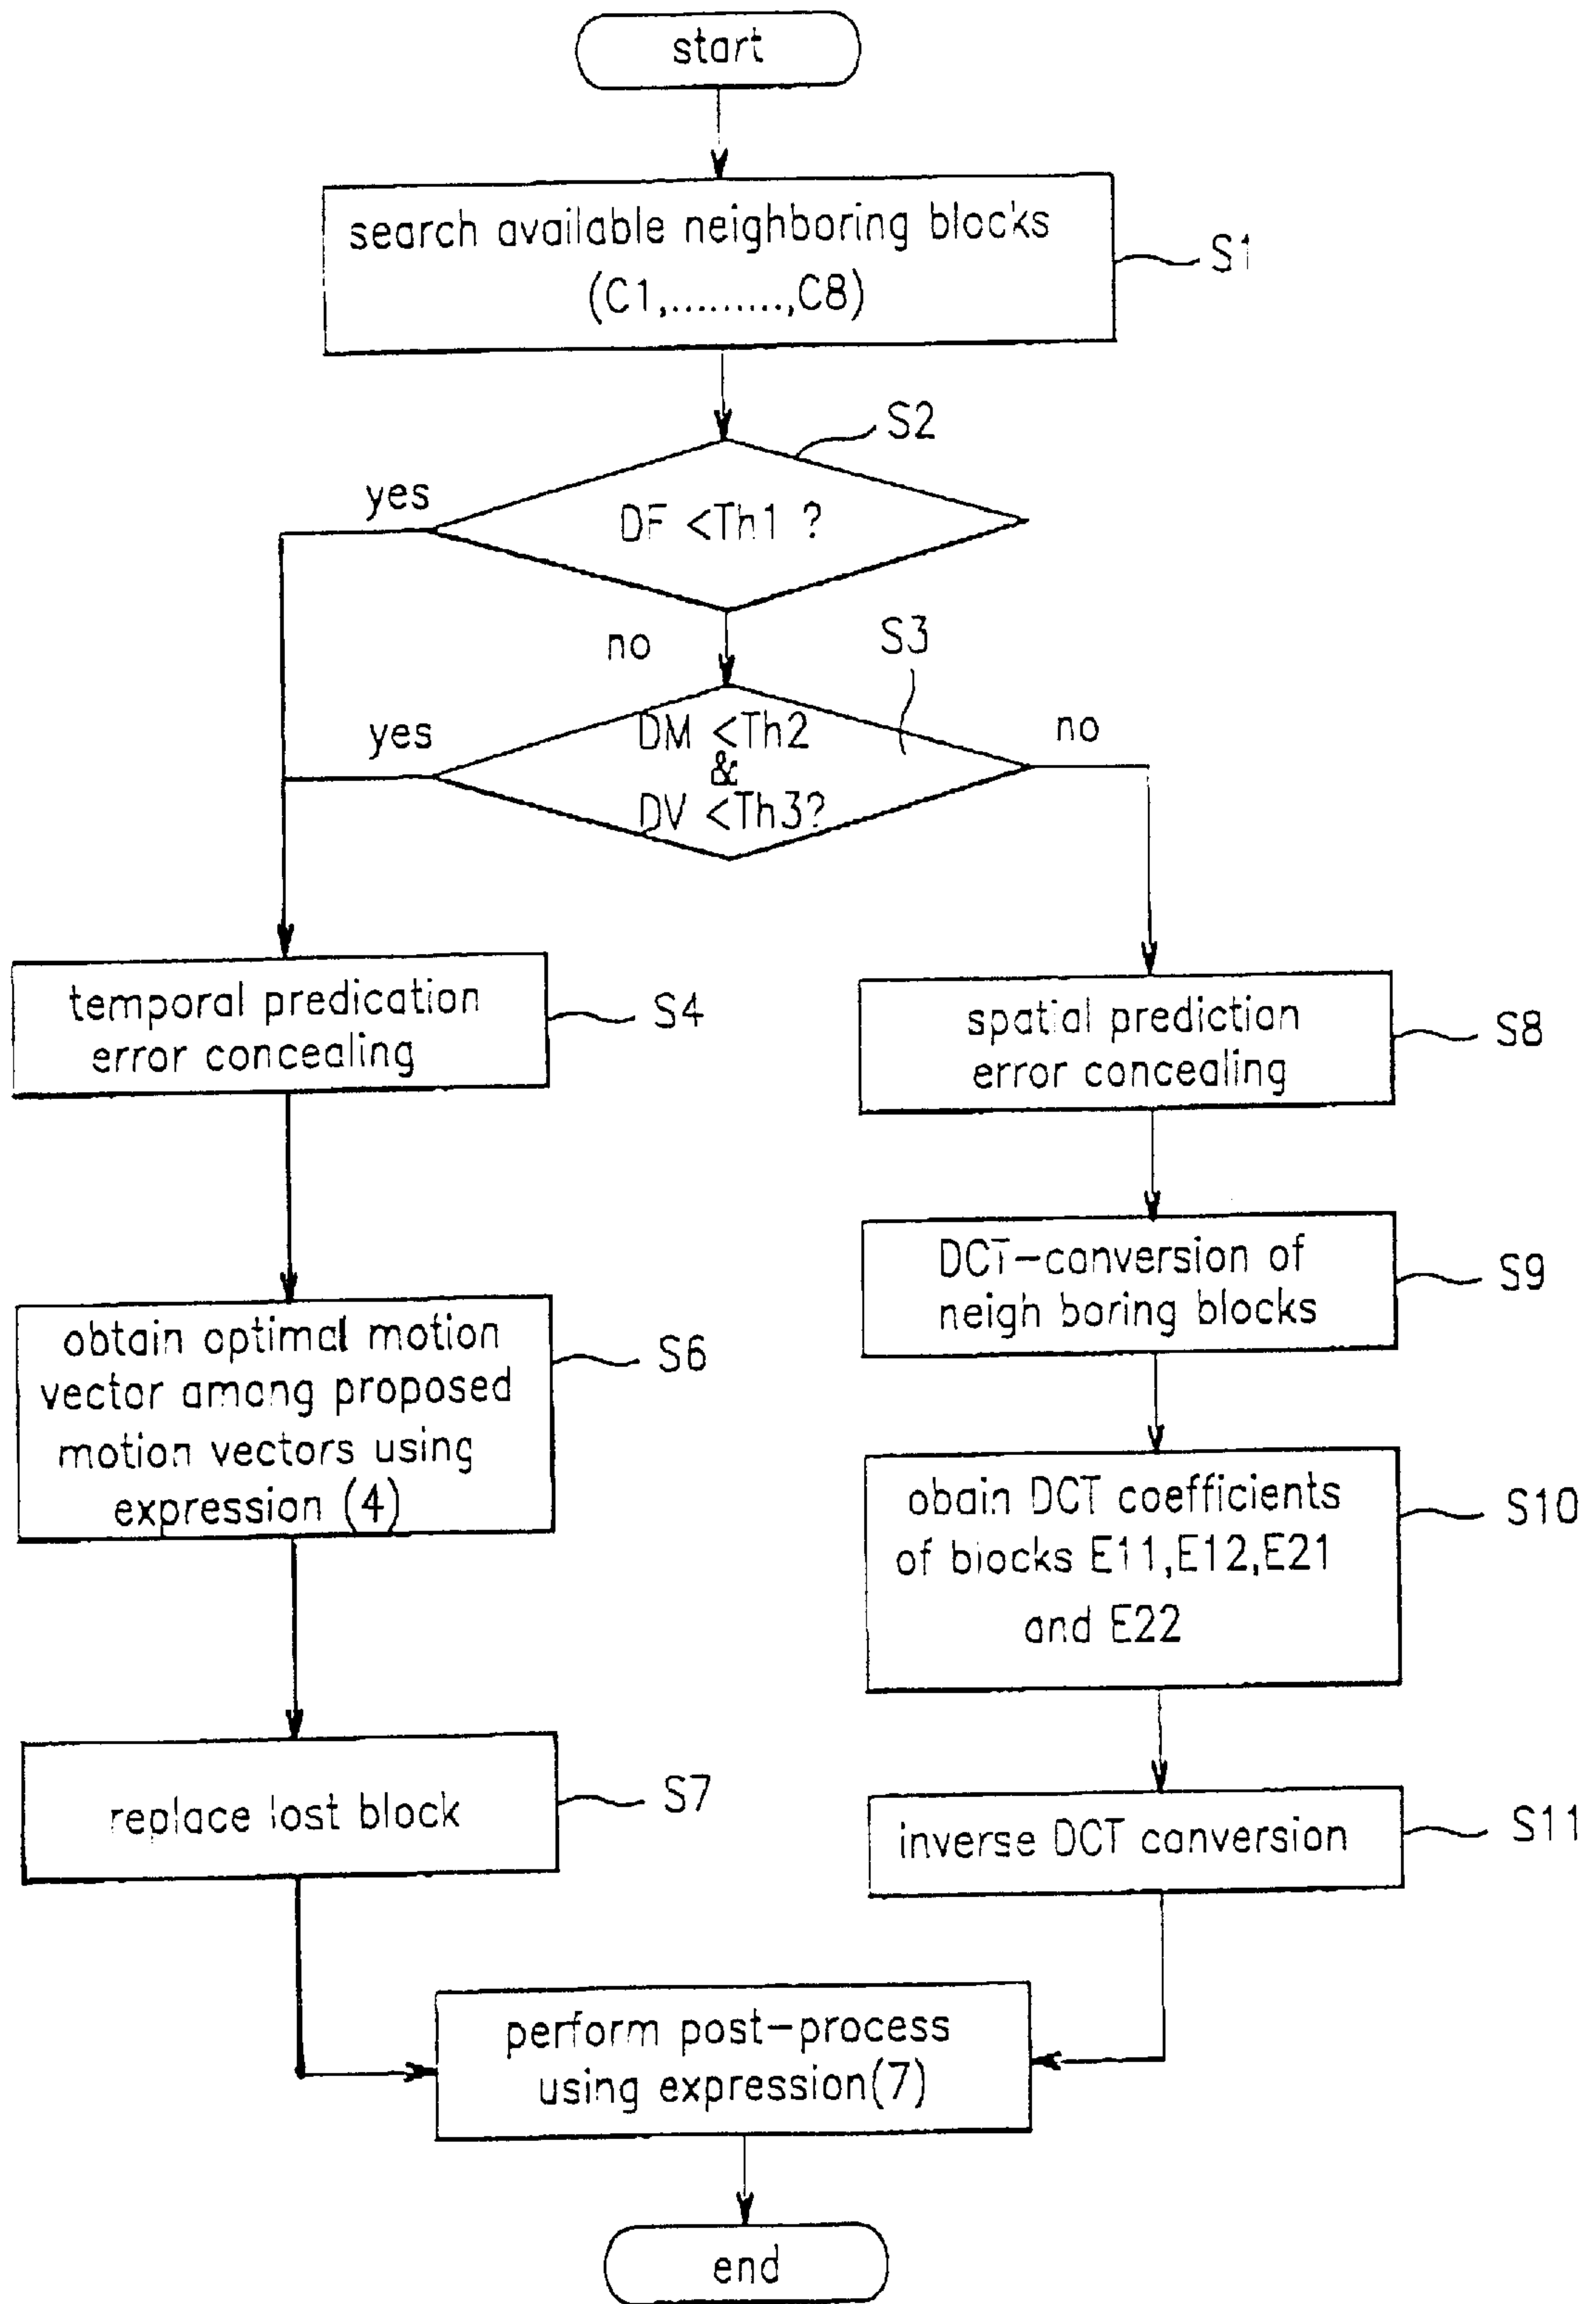 start
search available neighboring blocks
(C1,.........,C8)
S1
S2
yes
DF <Th1 ?
no
S3
yes
DM <Th2
&
DV <Th3?
no
temporal predication
error concealing
S4
spatial prediction
error concealing
S8
DCT-conversion of
neigh boring blocks
S9
obtain optimal motion
vector among proposed
motion vectors using
expression (4)
S6
obain DCT coefficients
of blocks E11,E12,E21
and E22
S10
replace lost block
S7
inverse DCT conversion
S11
perform post-process
using expression(7)
end